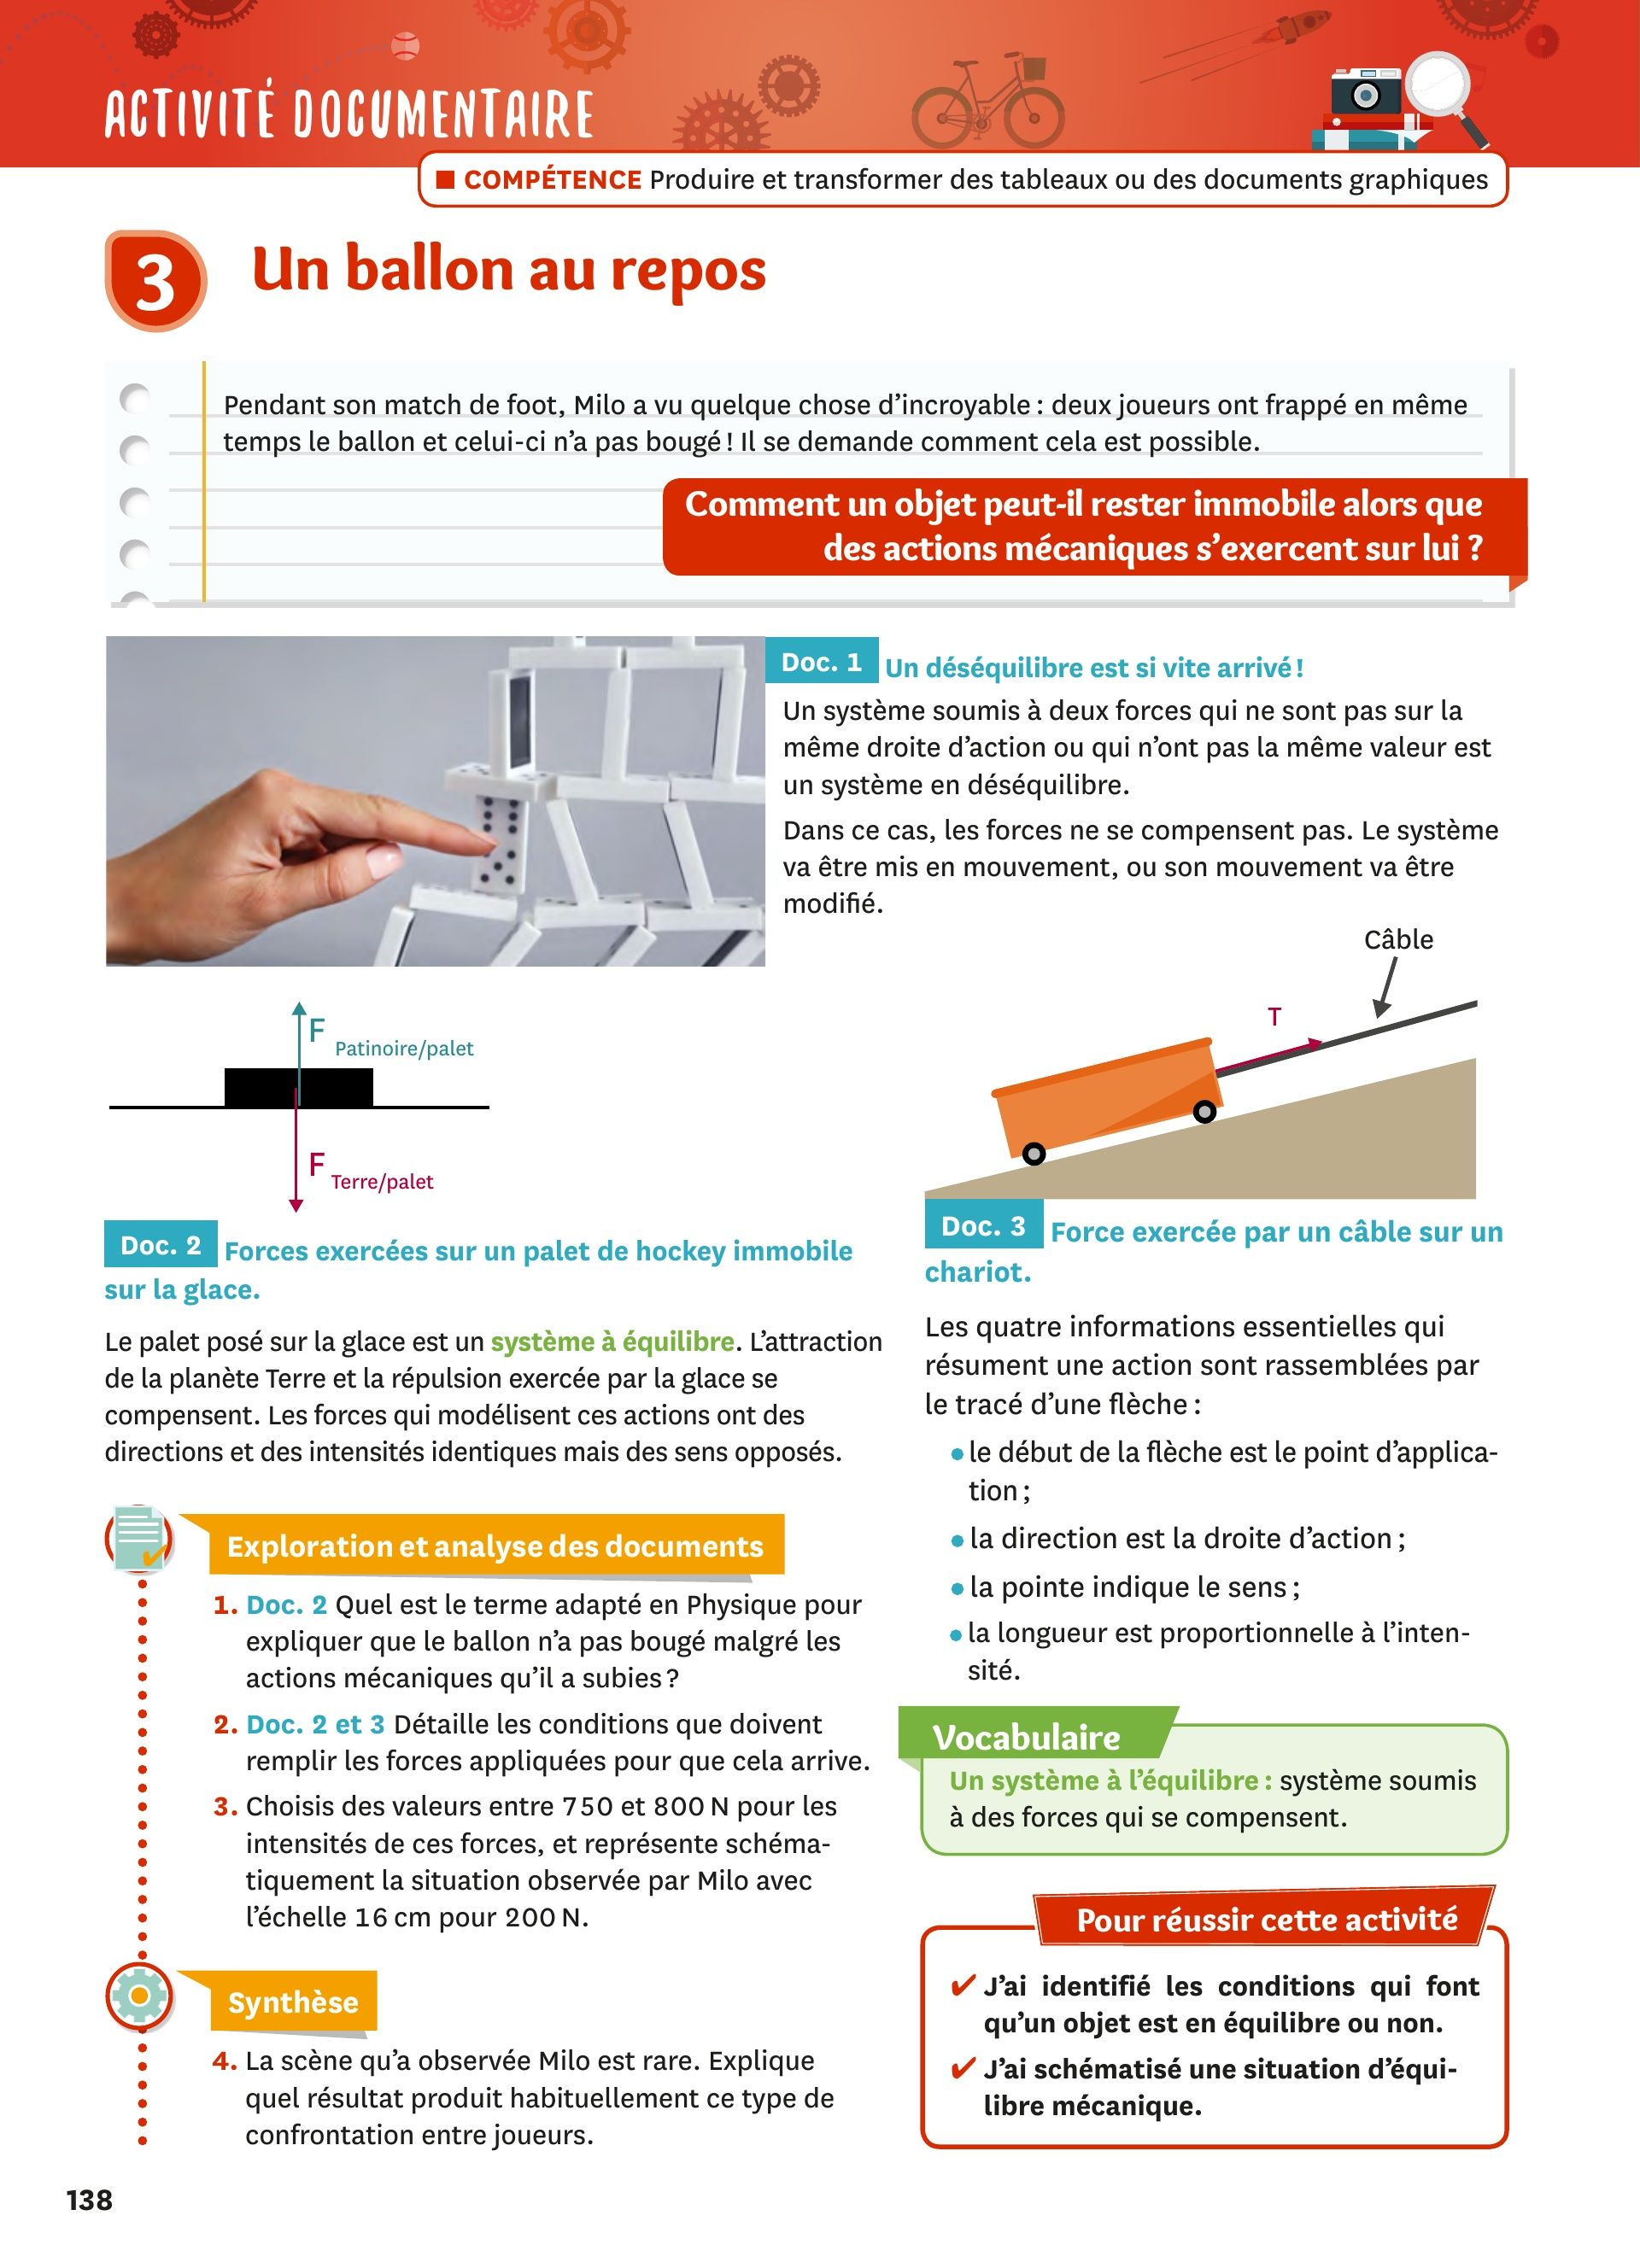 ACTIVITÉ DOCUMENTAIRE
■ COMPÉTENCE Produire et transformer des tableaux ou des documents graphiques
3 Un ballon au repos
Pendant son match de foot, Milo a vu quelque chose d’incroyable : deux joueurs ont frappé en même
temps le ballon et celui-ci n’a pas bougé ! Il se demande comment cela est possible.
Comment un objet peut-il rester immobile alors que
des actions mécaniques s’exercent sur lui ?
Doc. 1 Un déséquilibre est si vite arrivé !
Un système soumis à deux forces qui ne sont pas sur la
même droite d’action ou qui n’ont pas la même valeur est
un système en déséquilibre.
Dans ce cas, les forces ne se compensent pas. Le système
va être mis en mouvement, ou son mouvement va être
modifié.
F Patinoire/palet
F Terre/palet
Doc. 2 Forces exercées sur un palet de hockey immobile
sur la glace.
Le palet posé sur la glace est un système à équilibre. L’attraction
de la planète Terre et la répulsion exercée par la glace se
compensent. Les forces qui modélisent ces actions ont des
directions et des intensités identiques mais des sens opposés.
Câble
T
Doc. 3 Force exercée par un câble sur un
chariot.
Les quatre informations essentielles qui
résument une action sont rassemblées par
le tracé d’une flèche :
• le début de la flèche est le point d’applica-
tion ;
• la direction est la droite d’action ;
• la pointe indique le sens ;
• la longueur est proportionnelle à l’inten-
sité.
Exploration et analyse des documents
1. Doc. 2 Quel est le terme adapté en Physique pour
expliquer que le ballon n’a pas bougé malgré les
actions mécaniques qu’il a subies ?
2. Doc. 2 et 3 Détaille les conditions que doivent
remplir les forces appliquées pour que cela arrive.
3. Choisis des valeurs entre 750 et 800 N pour les
intensités de ces forces, et représente schéma-
tiquement la situation observée par Milo avec
l’échelle 16 cm pour 200 N.
Synthèse
4. La scène qu’a observée Milo est rare. Explique
quel résultat produit habituellement ce type de
confrontation entre joueurs.
Vocabulaire
Un système à l’équilibre : système soumis
à des forces qui se compensent.
Pour réussir cette activité
✔ J’ai identifié les conditions qui font
qu’un objet est en équilibre ou non.
✔ J’ai schématisé une situation d’équi-
libre mécanique.
138